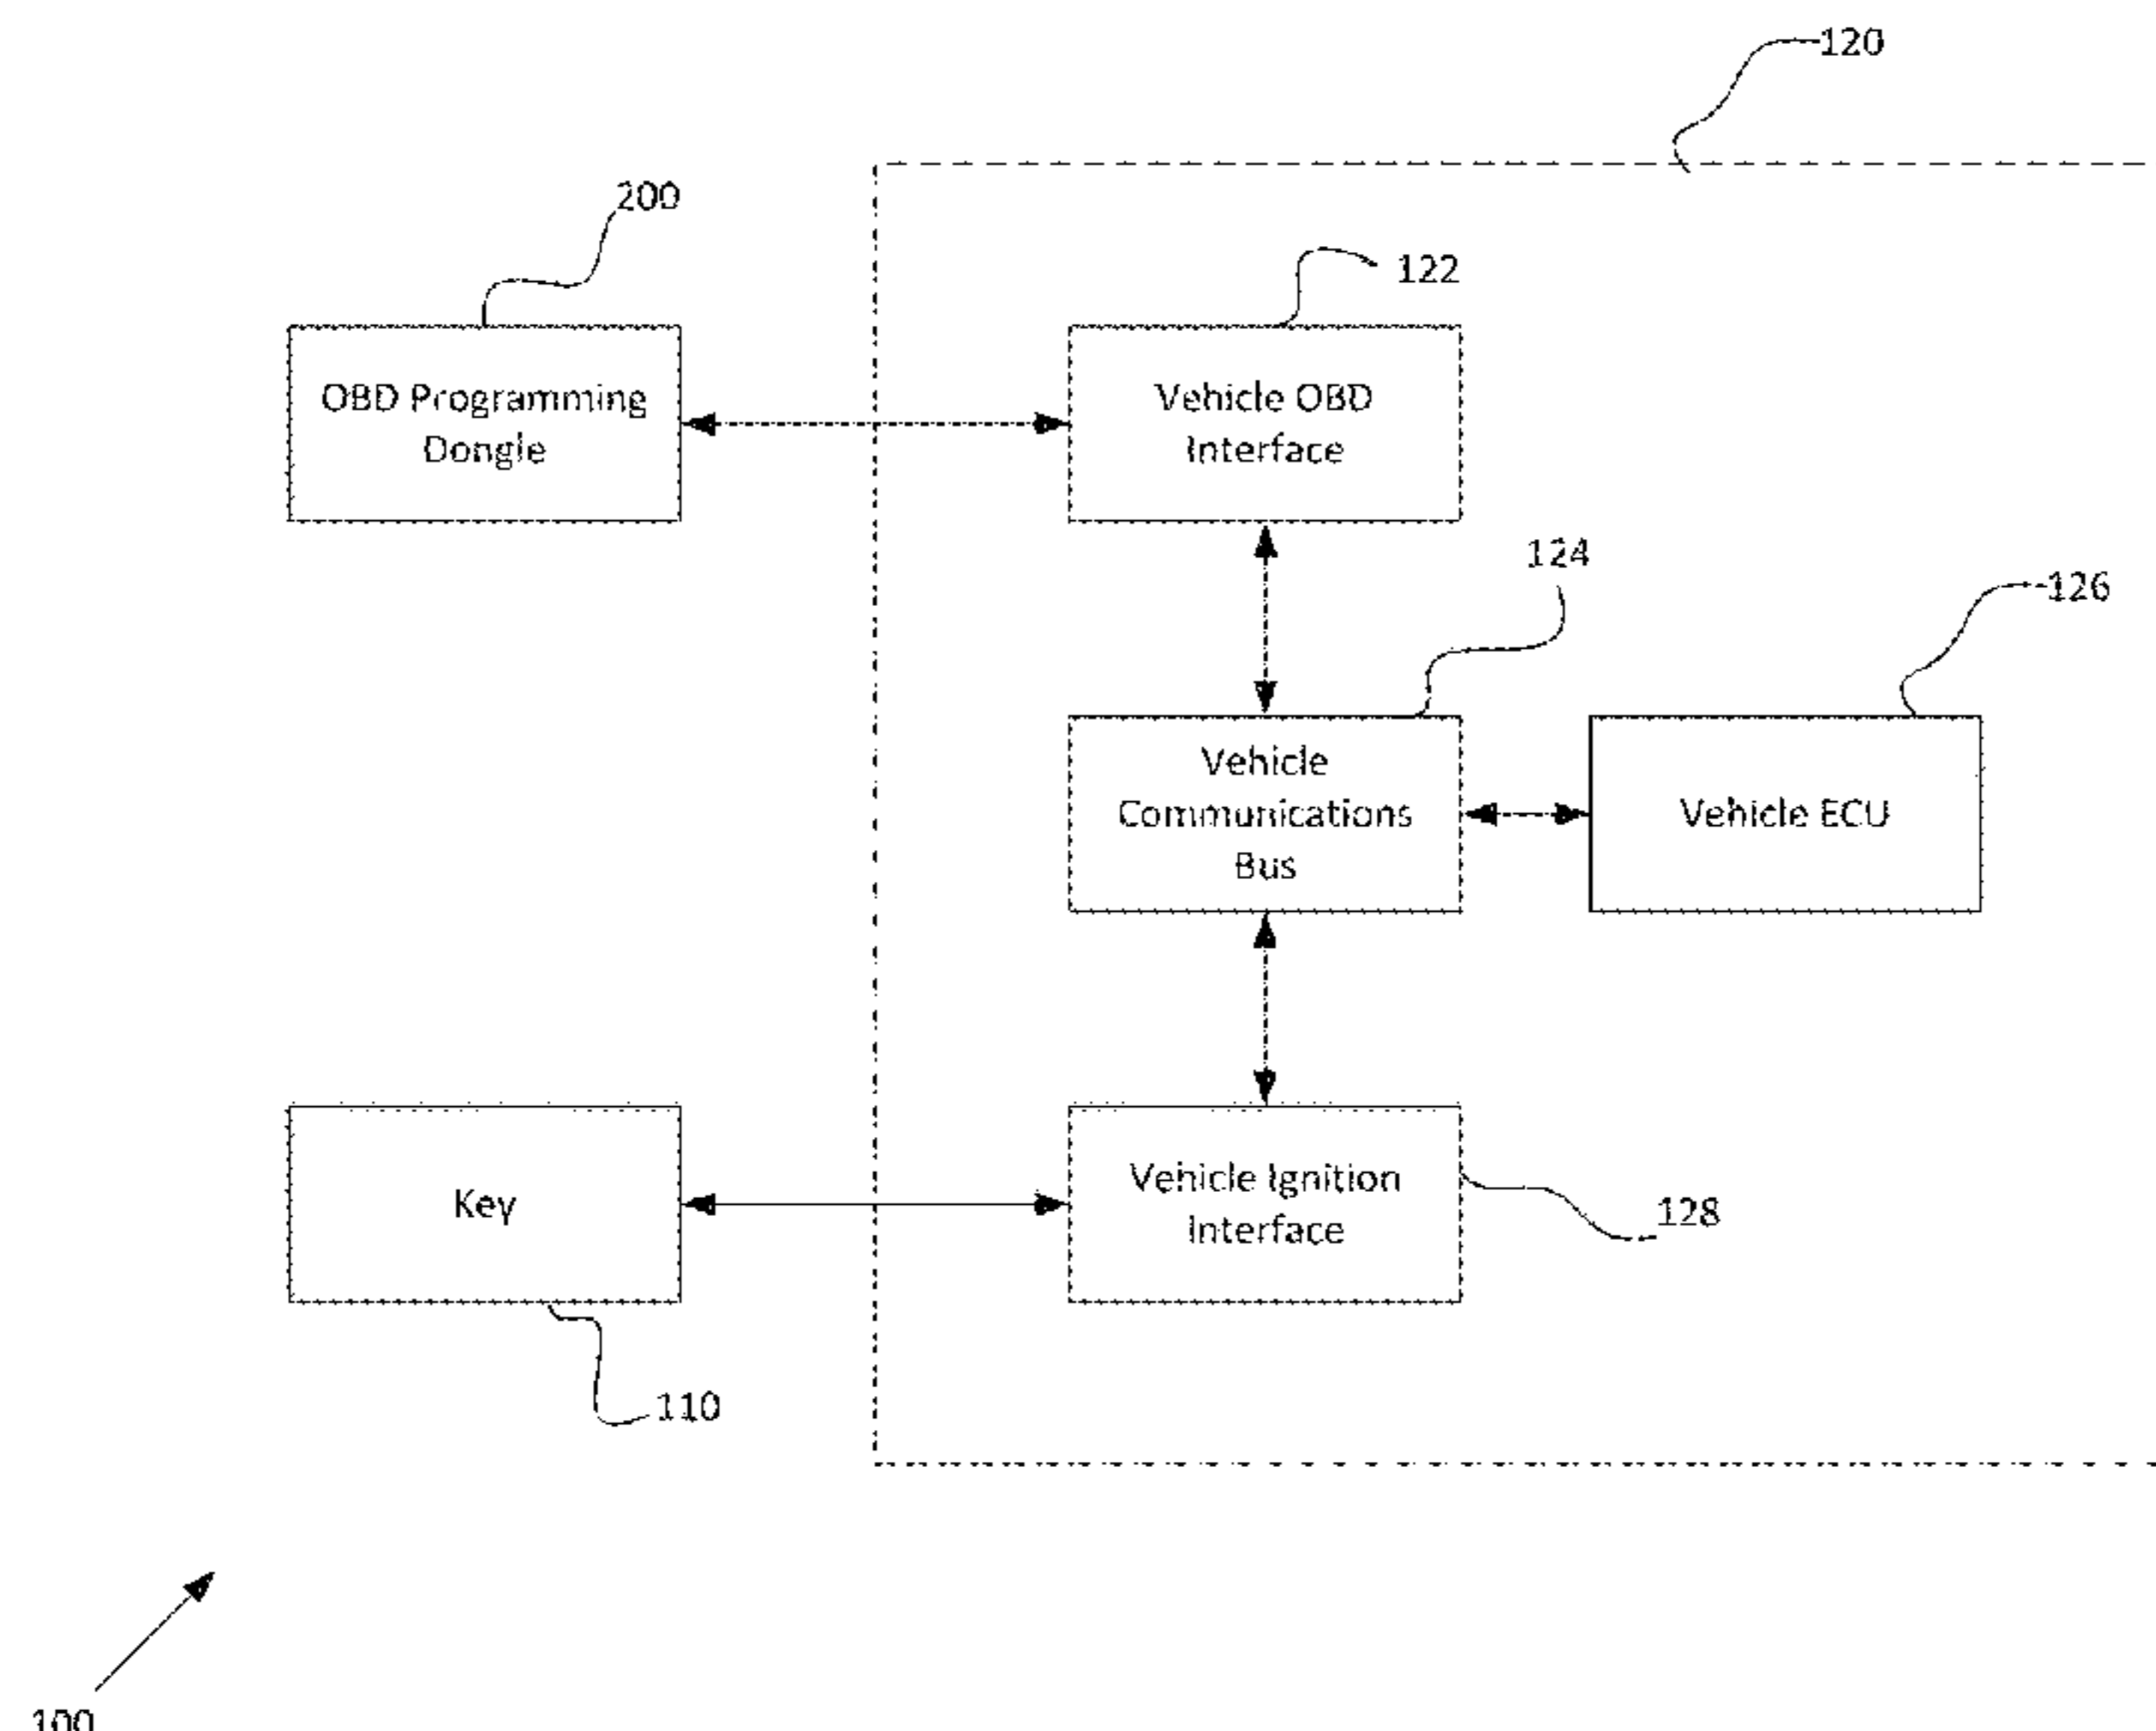 120
200
122
OBD Programming
Dongle
Vehicle OBD
Interface
124
126
Vehicle
Communications
Bus
Vehicle ECU
Key
Vehicle Ignition
Interface
128
110
100